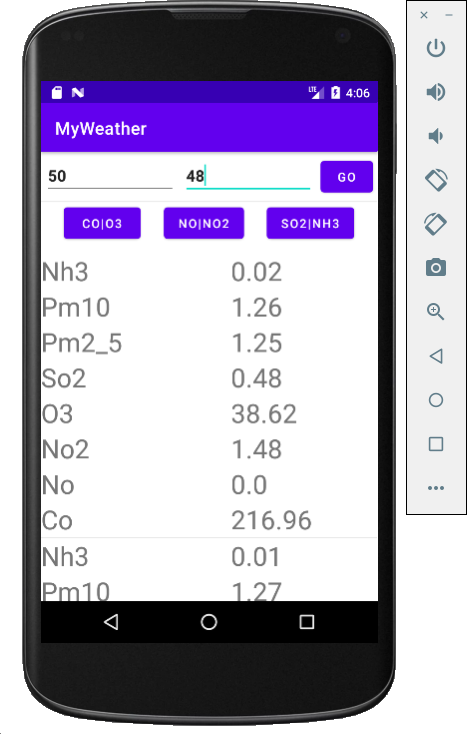 LTE 4:06
MyWeather
50 48 GO
CO|O3 NO|NO2 SO2|NH3
Nh3 0.02
Pm10 1.26
Pm2_5 1.25
So2 0.48
O3 38.62
No2 1.48
No 0.0
Co 216.96
Nh3 0.01
Pm10 1.27